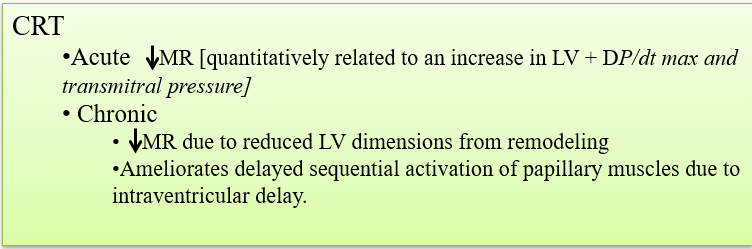 CRT
•Acute ↓MR [quantitatively related to an increase in LV + DP/dt max and
transmitral pressure]
• Chronic
• ↓MR due to reduced LV dimensions from remodeling
•Ameliorates delayed sequential activation of papillary muscles due to
intraventricular delay.